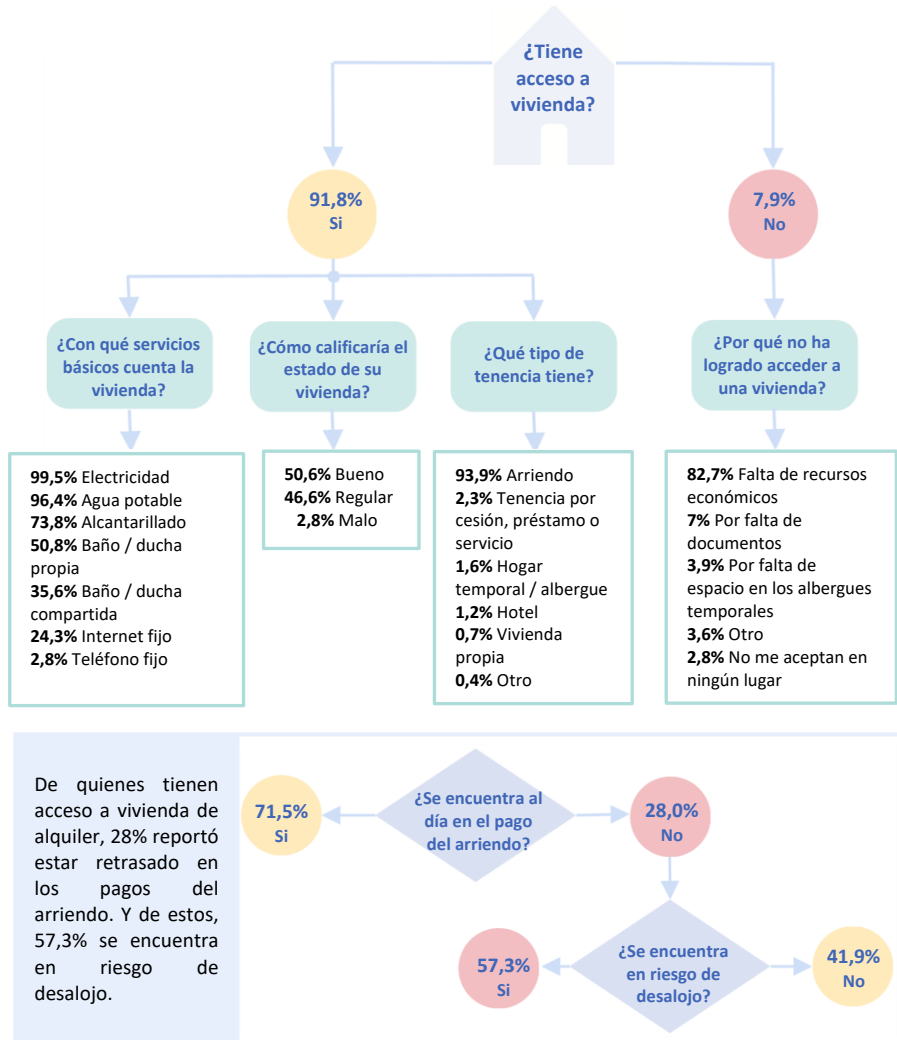 ¿Tiene
acceso a
vivienda?
91,8%
Si
7,9%
No
¿Con qué servicios
básicos cuenta la
vivienda?
¿Cómo calificaría el
estado de su
vivienda?
¿Qué tipo de
tenencia tiene?
¿Por qué no ha
logrado acceder a
una vivienda?
99,5% Electricidad
96,4% Agua potable
73,8% Alcantarillado
50,8% Baño / ducha
propia
35,6% Baño / ducha
compartida
24,3% Internet fijo
2,8% Teléfono fijo
50,6% Bueno
46,6% Regular
2,8% Malo
93,9% Arriendo
2,3% Tenencia por
cesión, préstamo o
servicio
1,6% Hogar
temporal / albergue
1,2% Hotel
0,7% Vivienda
propia
0,4% Otro
82,7% Falta de recursos
económicos
7% Por falta de
documentos
3,9% Por falta de
espacio en los albergues
temporales
3,6% Otro
2,8% No me aceptan en
ningún lugar
De quienes tienen
acceso a vivienda de
alquiler, 28% reportó
estar retrasado en
los pagos del
arriendo. Y de estos,
57,3% se encuentra
en riesgo de
desalojo.
71,5%
Si
¿Se encuentra al
día en el pago
del arriendo?
28,0%
No
57,3%
Si
¿Se encuentra
en riesgo de
desalojo?
41,9%
No